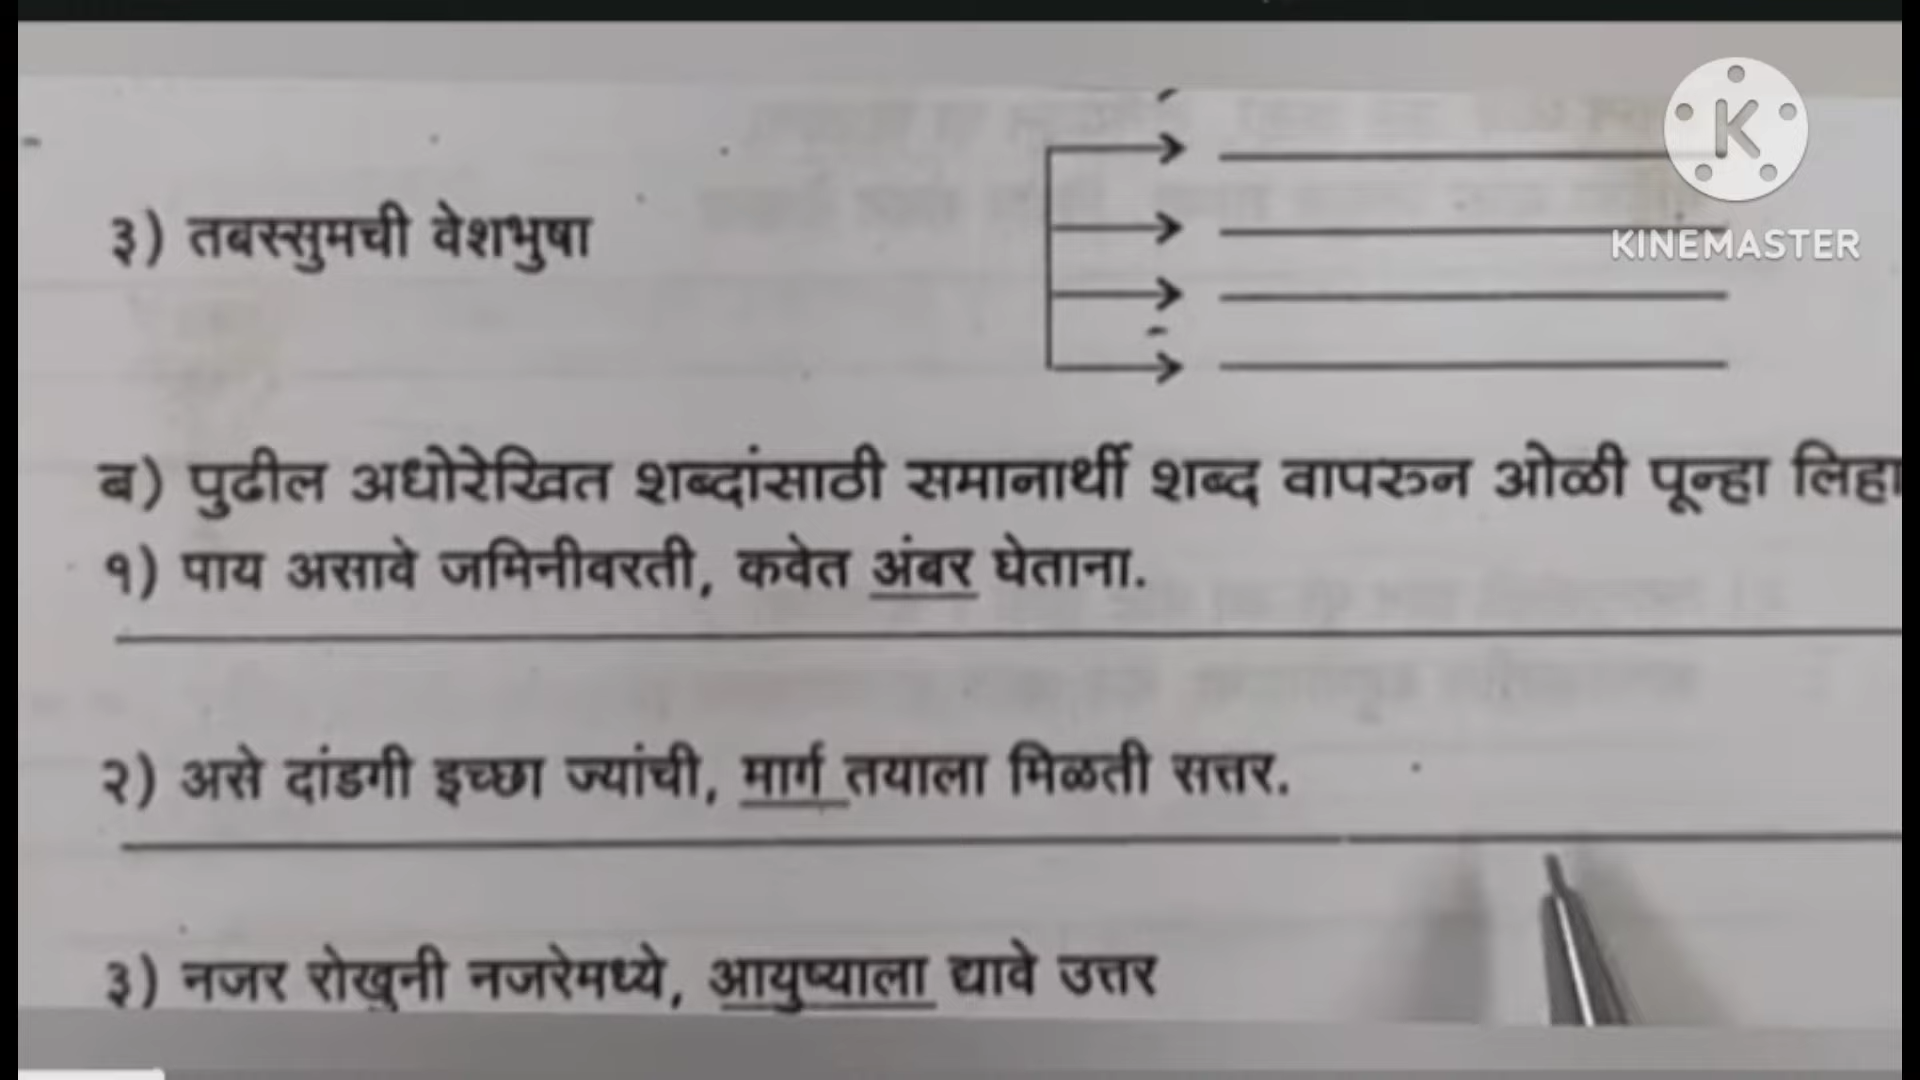 K
KINEMASTER
३) तबस्सुमची वेशभुषा
ब) पुढील अधोरेखित शब्दांसाठी समानार्थी शब्द वापरुन ओळी पून्हा लिहा
१) पाय असावे जमिनीवरती, कवेत अंबर घेताना.
२) असे दांडगी इच्छा ज्यांची, मार्ग तयाला मिळती सत्तर.
३) नजर रोखुनी नजरेमध्ये, आयुष्याला द्यावे उत्तर